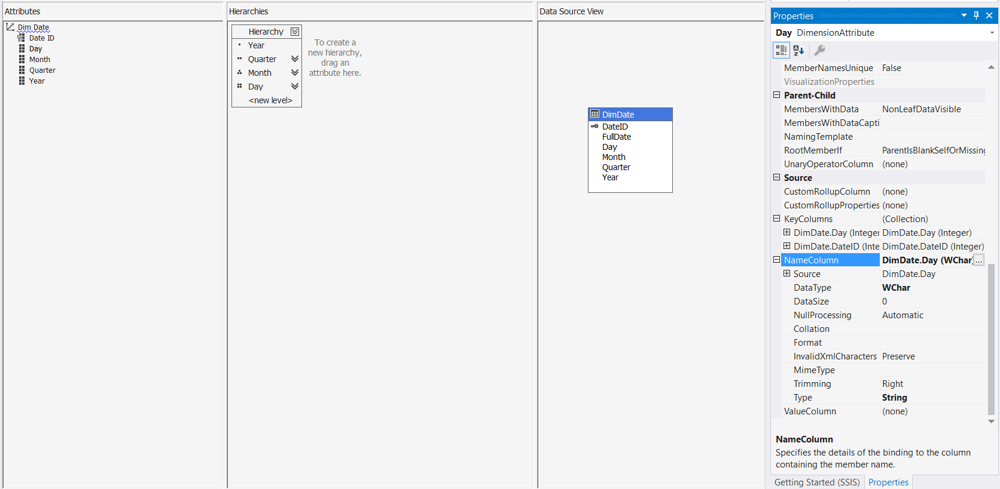 Attributes
Dim Date
Date ID
Day
Month
Quarter
Year
Hierarchies
Hierarchy
Year
Quarter
Month
Day
<new level>
To create a
new hierarchy,
drag an
attribute here.
Data Source View
DimDate
DateID
FullDate
Day
Month
Quarter
Year
Properties
Day DimensionAttribute
MemberNamesUnique False
VisualizationProperties
Parent-Child
MembersWithData NonLeafDataVisible
MembersWithDataCapti
NamingTemplate
RootMemberIf ParentIsBlankSelfOrMissing
UnaryOperatorColumn (none)
Source
CustomRollupColumn (none)
CustomRollupProperties (none)
KeyColumns (Collection)
DimDate.Day (Integer DimDate.Day (Integer)
DimDate.DateID (Inte DimDate.DateID (Integer)
NameColumn DimDate.Day (WChar) ...
Source DimDate.Day
DataType WChar
DataSize 0
NullProcessing Automatic
Collation
Format
InvalidXmlCharacters Preserve
MimeType
Trimming Right
Type String
ValueColumn (none)
NameColumn
Specifies the details of the binding to the column
containing the member name.
Getting Started (SSIS) Properties